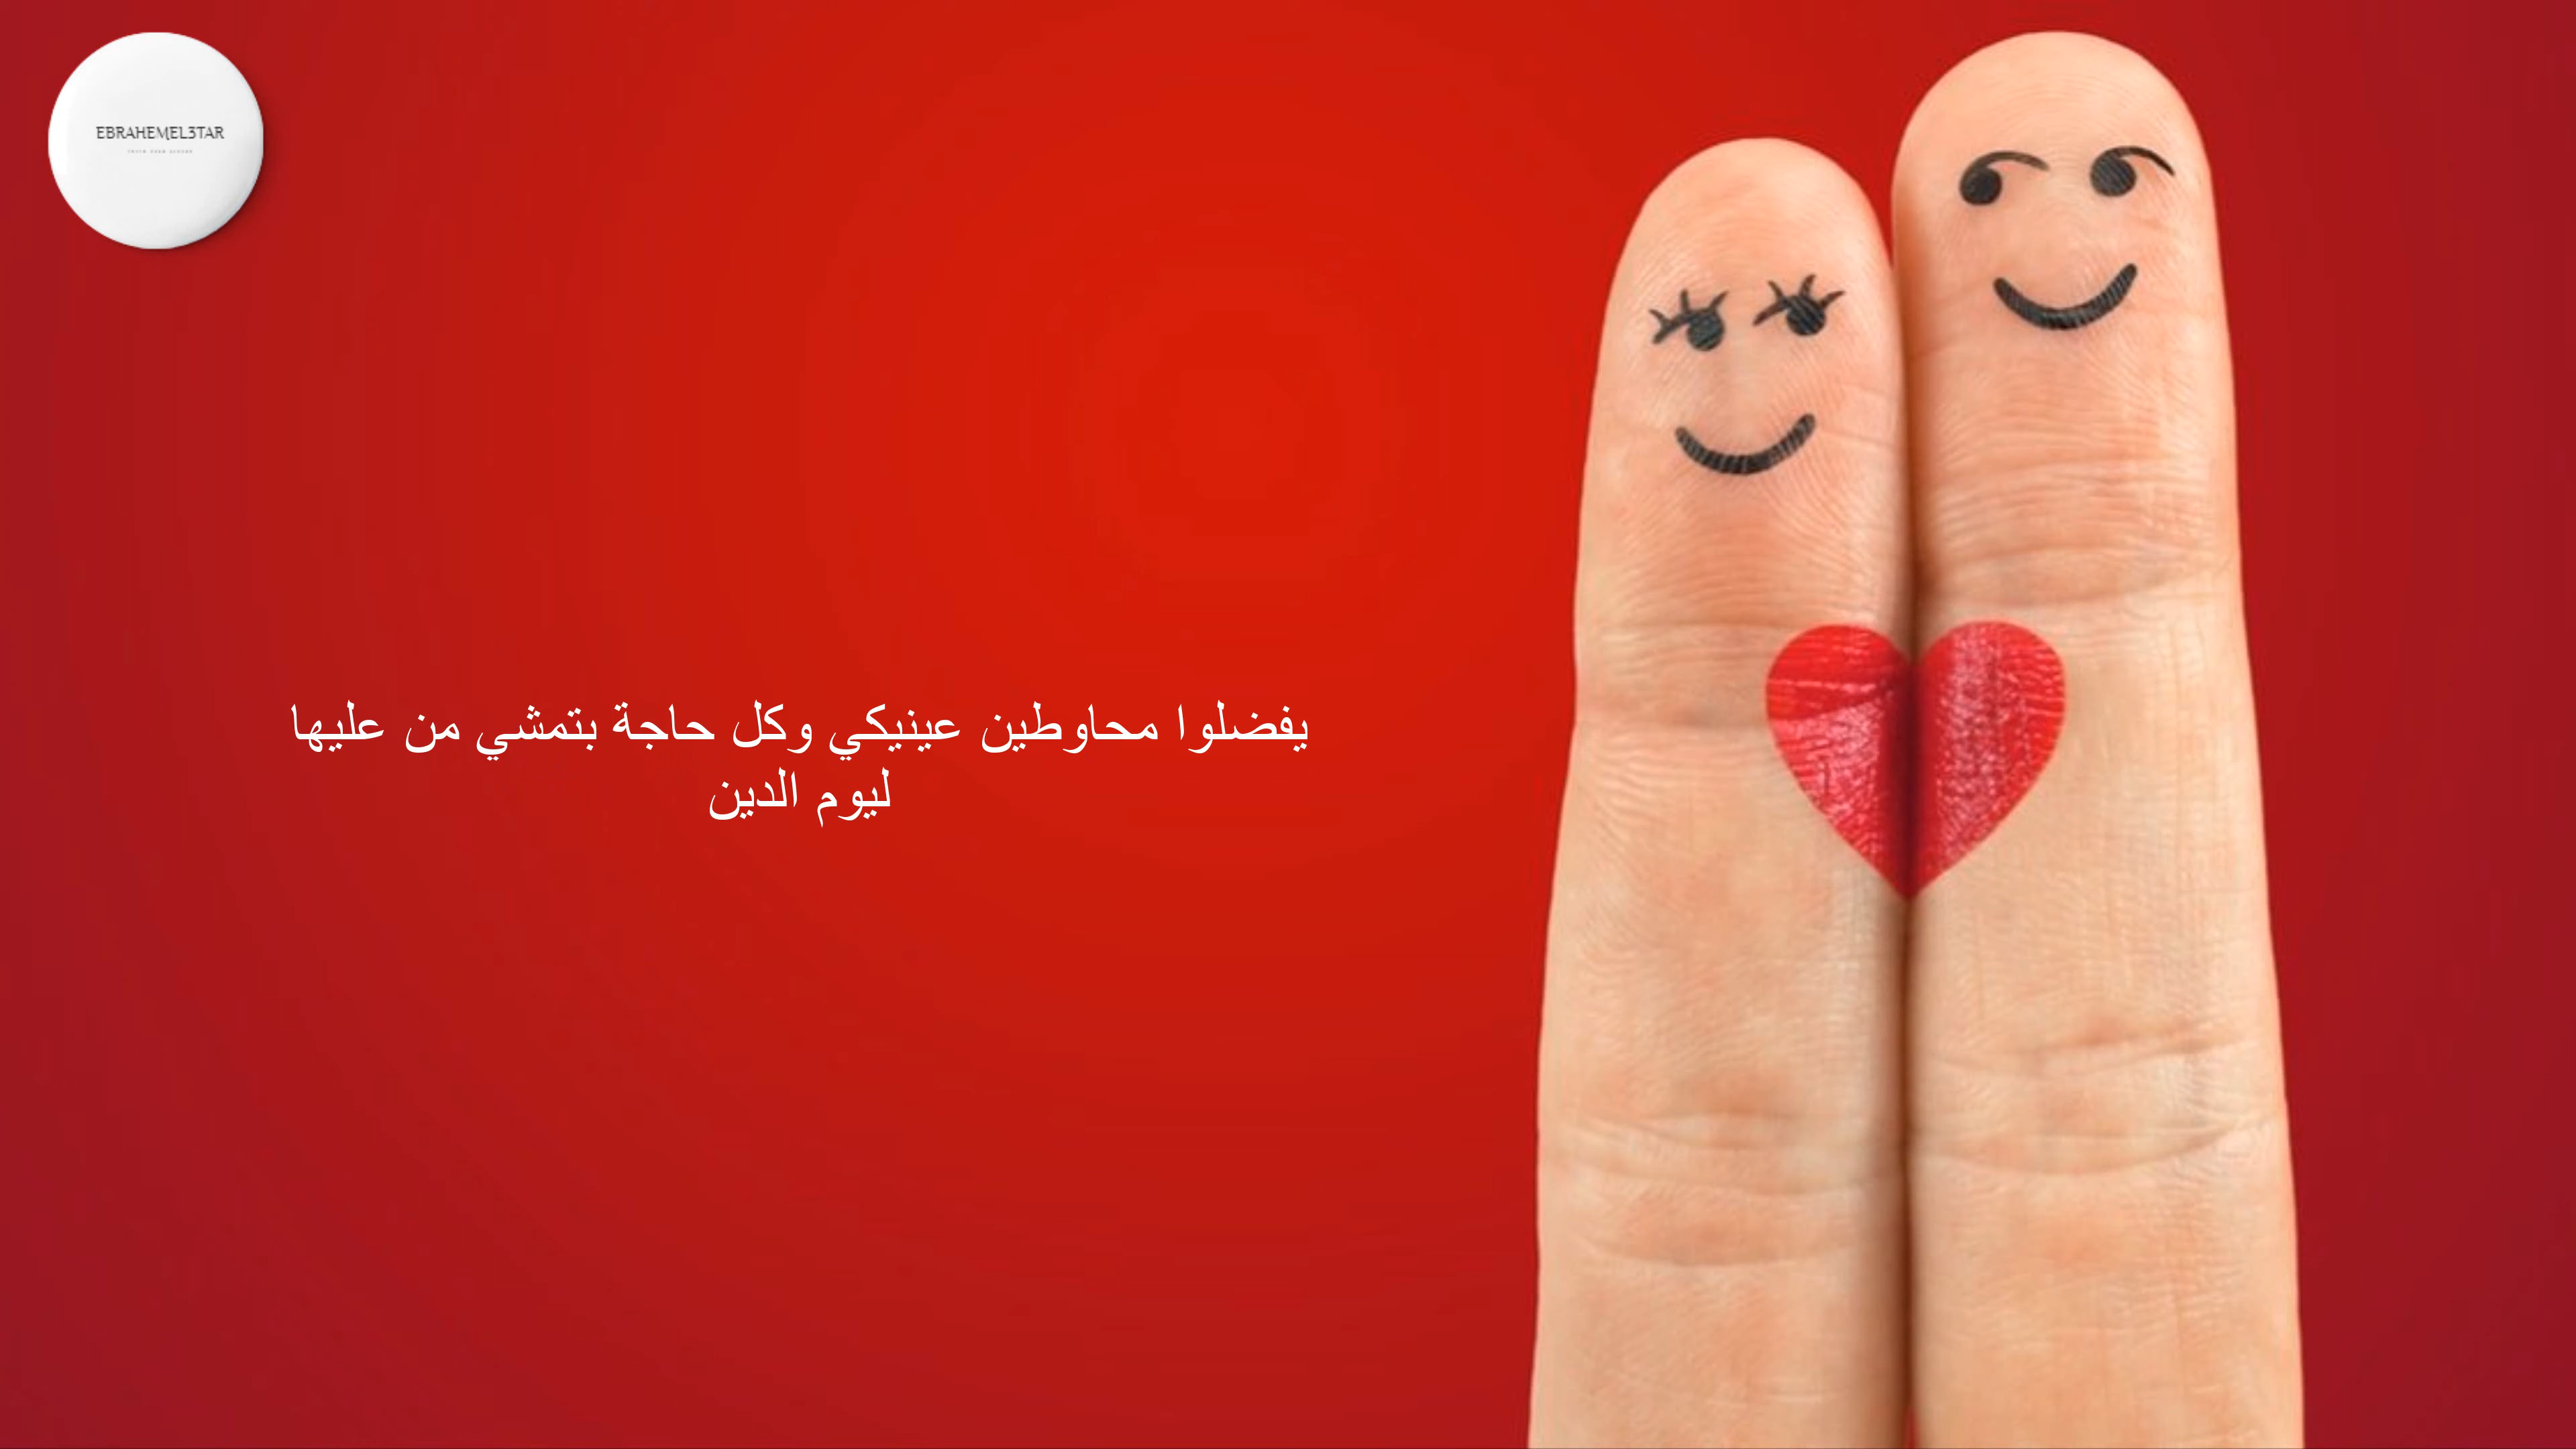 EBRAHEMEL3TAR
يفضلوا محاوطين عينيكي وكل حاجة بتمشي من عليها
ليوم الدين